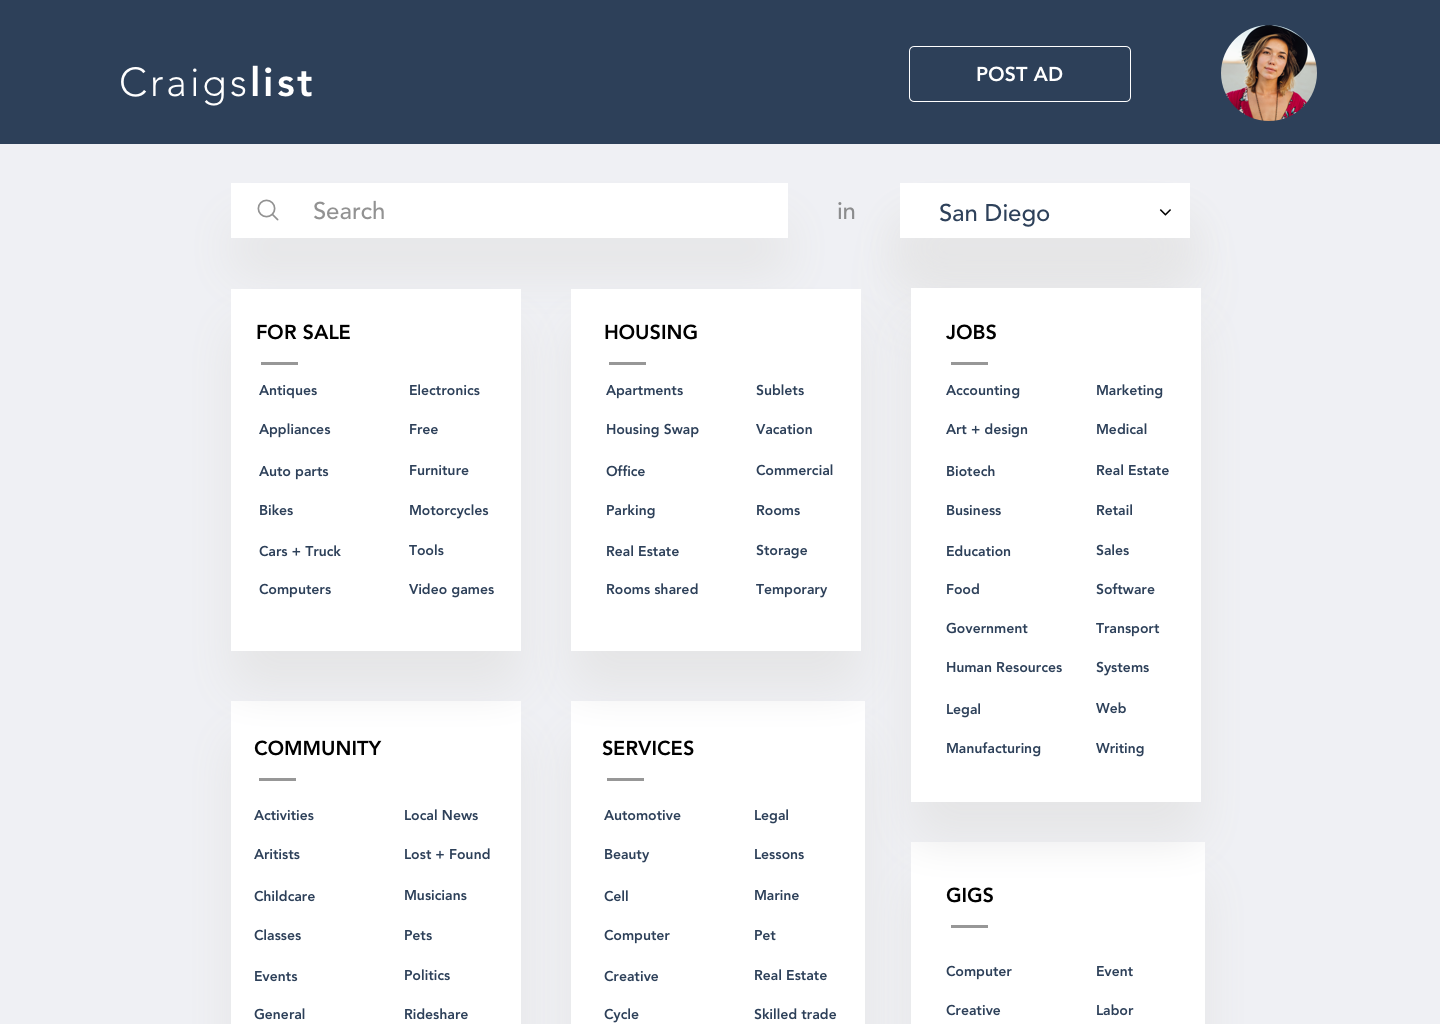 Craigslist
POST AD
Search
in
San Diego
FOR SALE
Antiques
Electronics
Appliances
Free
Auto parts
Furniture
Bikes
Motorcycles
Cars + Truck
Tools
Computers
Video games
HOUSING
Apartments
Sublets
Housing Swap
Vacation
Office
Commercial
Parking
Rooms
Real Estate
Storage
Rooms shared
Temporary
JOBS
Accounting
Marketing
Art + design
Medical
Biotech
Real Estate
Business
Retail
Education
Sales
Food
Software
Government
Transport
Human Resources
Systems
Legal
Web
Manufacturing
Writing
COMMUNITY
Activities
Local News
Aritists
Lost + Found
Childcare
Musicians
Classes
Pets
Events
Politics
General
Rideshare
SERVICES
Automotive
Legal
Beauty
Lessons
Cell
Marine
Computer
Pet
Creative
Real Estate
Cycle
Skilled trade
GIGS
Computer
Event
Creative
Labor